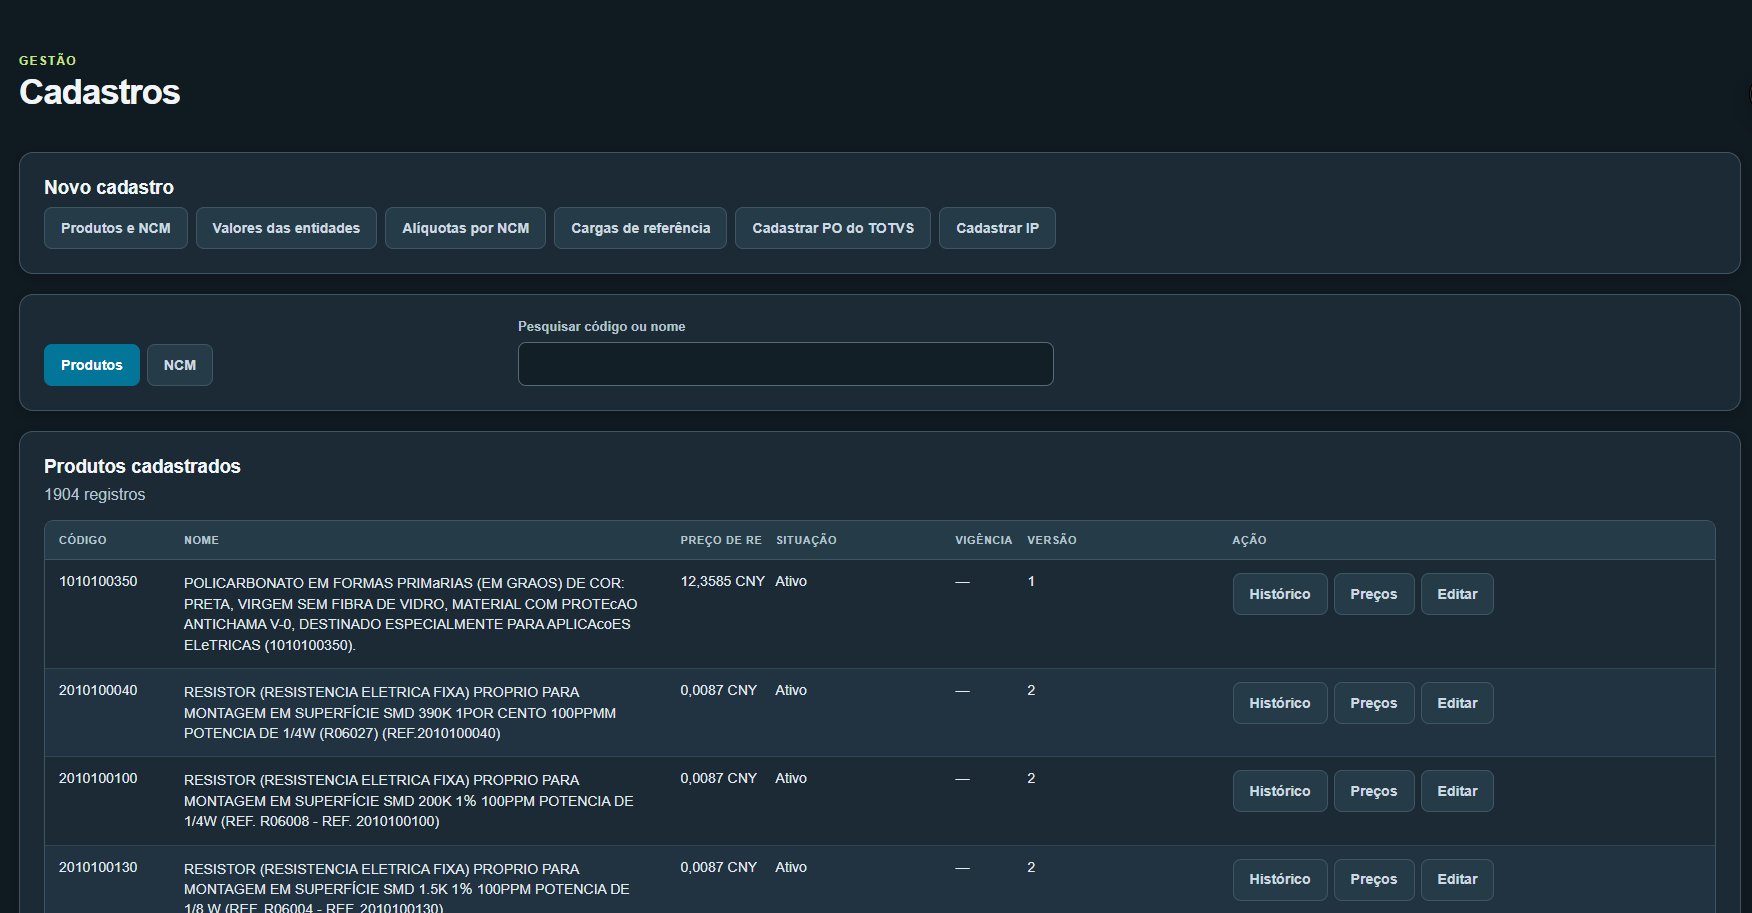 GESTÃO
Cadastros
Novo cadastro
Produtos e NCM
Valores das entidades
Alíquotas por NCM
Cargas de referência
Cadastrar PO do TOTVS
Cadastrar IP
Pesquisar código ou nome
Produtos
NCM
Produtos cadastrados
1904 registros
CÓDIGO NOME PREÇO DE RE SITUAÇÃO VIGÊNCIA VERSÃO AÇÃO
1010100350 POLICARBONATO EM FORMAS PRIMaRIAS (EM GRAOS) DE COR: 12,3585 CNY Ativo — 1 Histórico Preços Editar
PRETA, VIRGEM SEM FIBRA DE VIDRO, MATERIAL COM PROTEcAO
ANTICHAMA V-0, DESTINADO ESPECIALMENTE PARA APLICAcoES
ELeTRICAS (1010100350).
2010100040 RESISTOR (RESISTENCIA ELETRICA FIXA) PROPRIO PARA 0,0087 CNY Ativo — 2 Histórico Preços Editar
MONTAGEM EM SUPERFÍCIE SMD 390K 1POR CENTO 100PPMM
POTENCIA DE 1/4W (R06027) (REF.2010100040)
2010100100 RESISTOR (RESISTENCIA ELETRICA FIXA) PROPRIO PARA 0,0087 CNY Ativo — 2 Histórico Preços Editar
MONTAGEM EM SUPERFÍCIE SMD 200K 1% 100PPM POTENCIA DE
1/4W (REF. R06008 - REF. 2010100100)
2010100130 RESISTOR (RESISTENCIA ELETRICA FIXA) PROPRIO PARA 0,0087 CNY Ativo — 2 Histórico Preços Editar
MONTAGEM EM SUPERFÍCIE SMD 1.5K 1% 100PPM POTENCIA DE
1/8 W (REF. R06004 - REF. 2010100130)